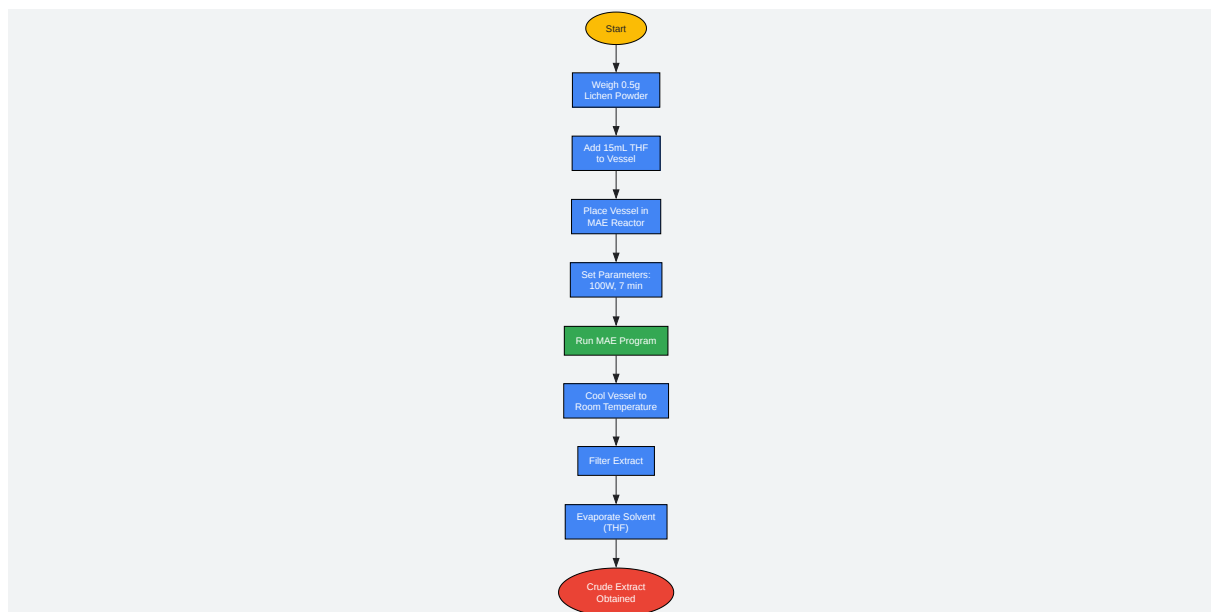 Start
Weigh 0.5g
Lichen Powder
Add 15mL THF
to Vessel
Place Vessel in
MAE Reactor
Set Parameters:
100W, 7 min
Run MAE Program
Cool Vessel to
Room Temperature
Filter Extract
Evaporate Solvent
(THF)
Crude Extract
Obtained